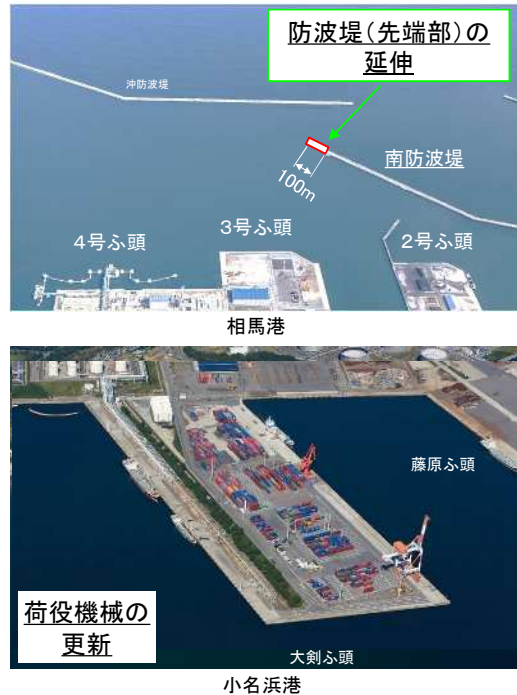 防波堤(先端部)の
延伸
沖防波堤
南防波堤
100m
4号ふ頭
3号ふ頭
2号ふ頭
相馬港
藤原ふ頭
荷役機械の
更新
大剣ふ頭
小名浜港